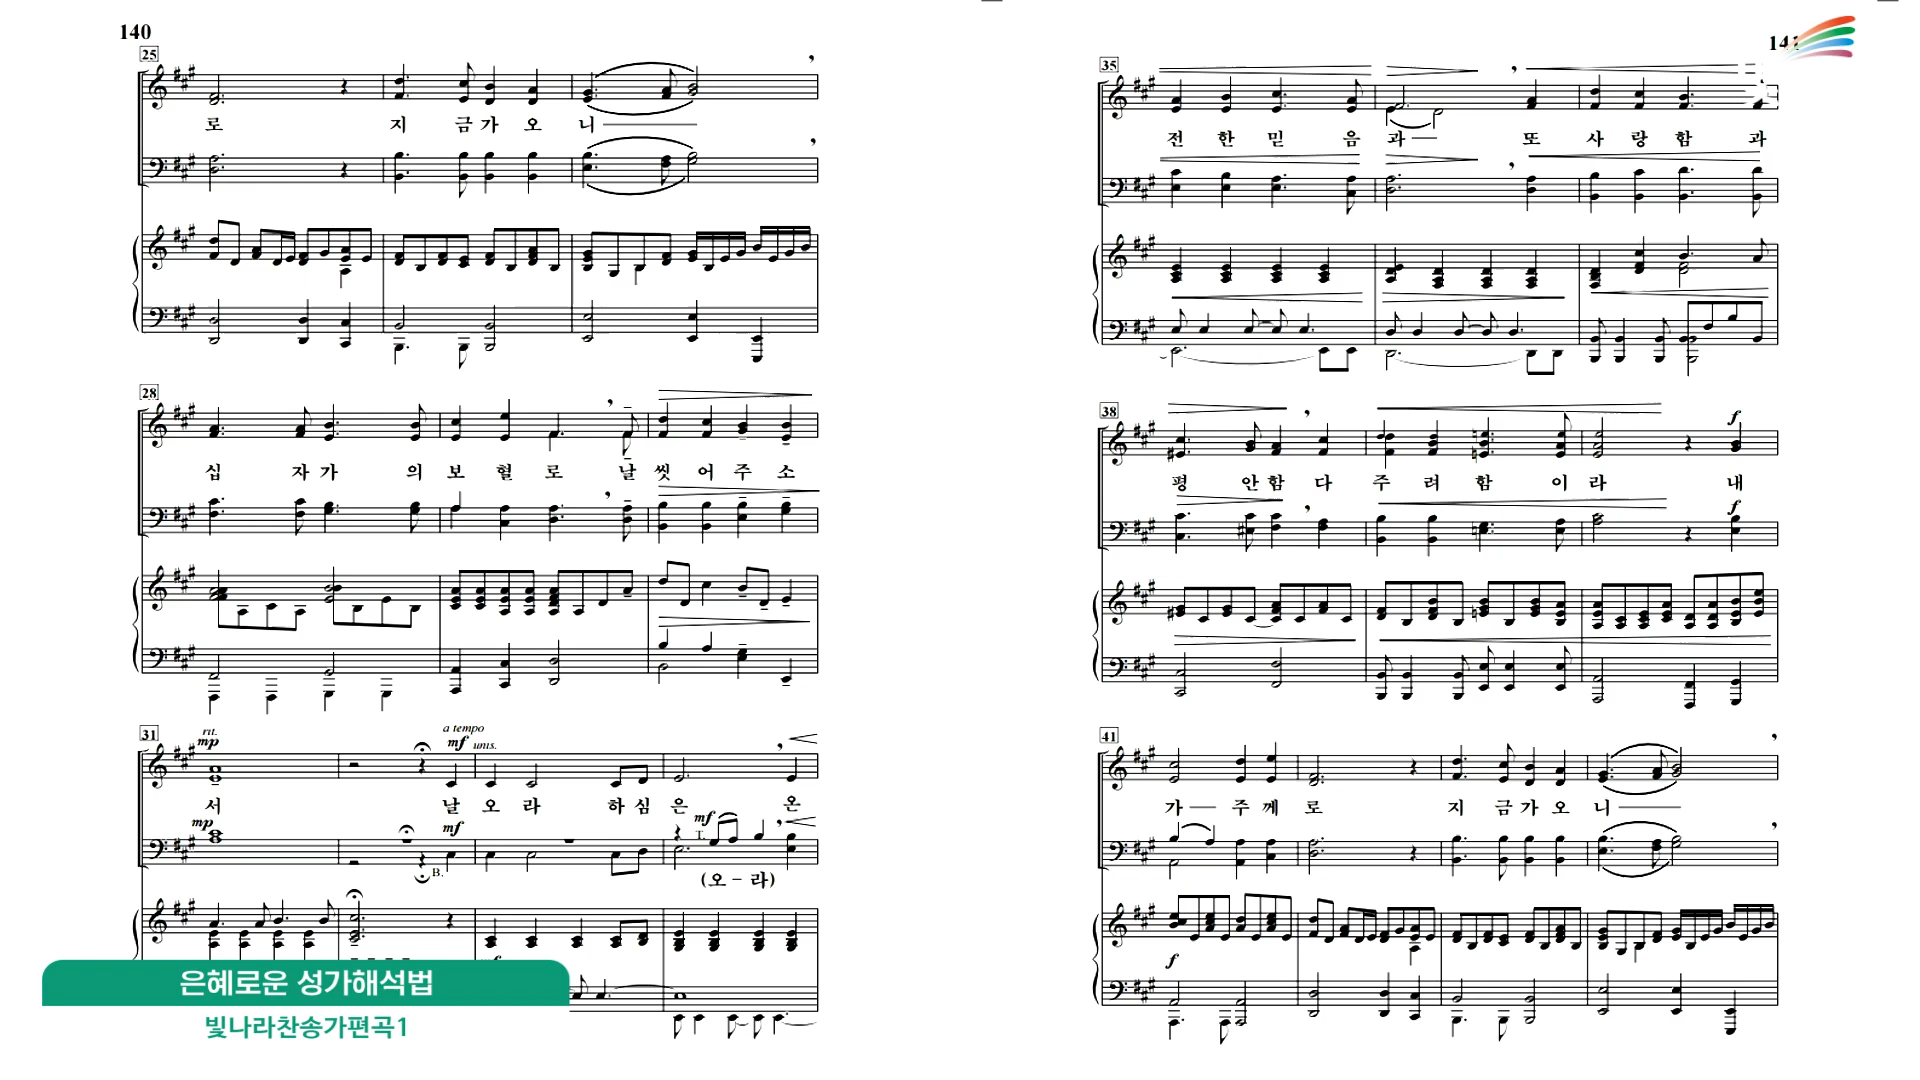 140
25
로 지 금 가 오 니
28
십 자 가 의 보 혈 로 날 씻 어 주 소
31
rit.
mp
a tempo
mf unis.
서 날 오 라 하 심 은 온
mp
mf
mf
T.
B.
(오 - 라)
은혜로운 성가해석법
빛나라찬송가편곡1
141
35
전 한 믿 음 과 또 사 랑 함 과
38
f
평 안 함 다 주 려 함 이 라 내
f
41
가 주 께 로 지 금 가 오 니
f